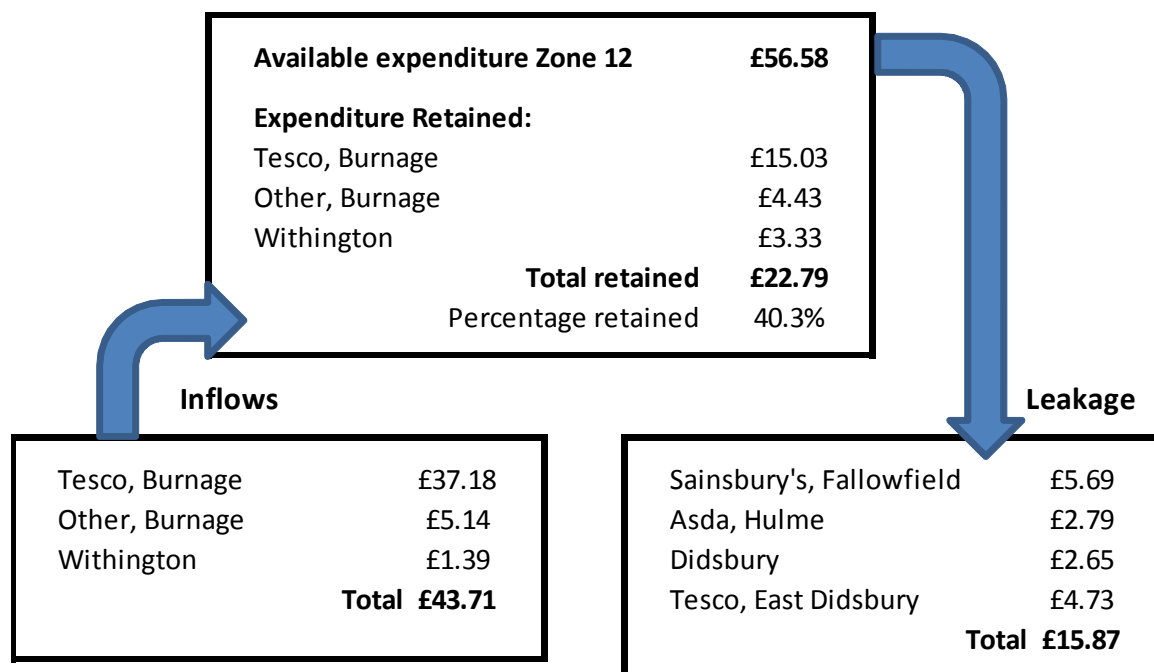 Available expenditure Zone 12 £56.58
Expenditure Retained:
Tesco, Burnage £15.03
Other, Burnage £4.43
Withington £3.33
Total retained £22.79
Percentage retained 40.3%
Inflows
Tesco, Burnage £37.18
Other, Burnage £5.14
Withington £1.39
Total £43.71
Leakage
Sainsbury's, Fallowfield £5.69
Asda, Hulme £2.79
Didsbury £2.65
Tesco, East Didsbury £4.73
Total £15.87